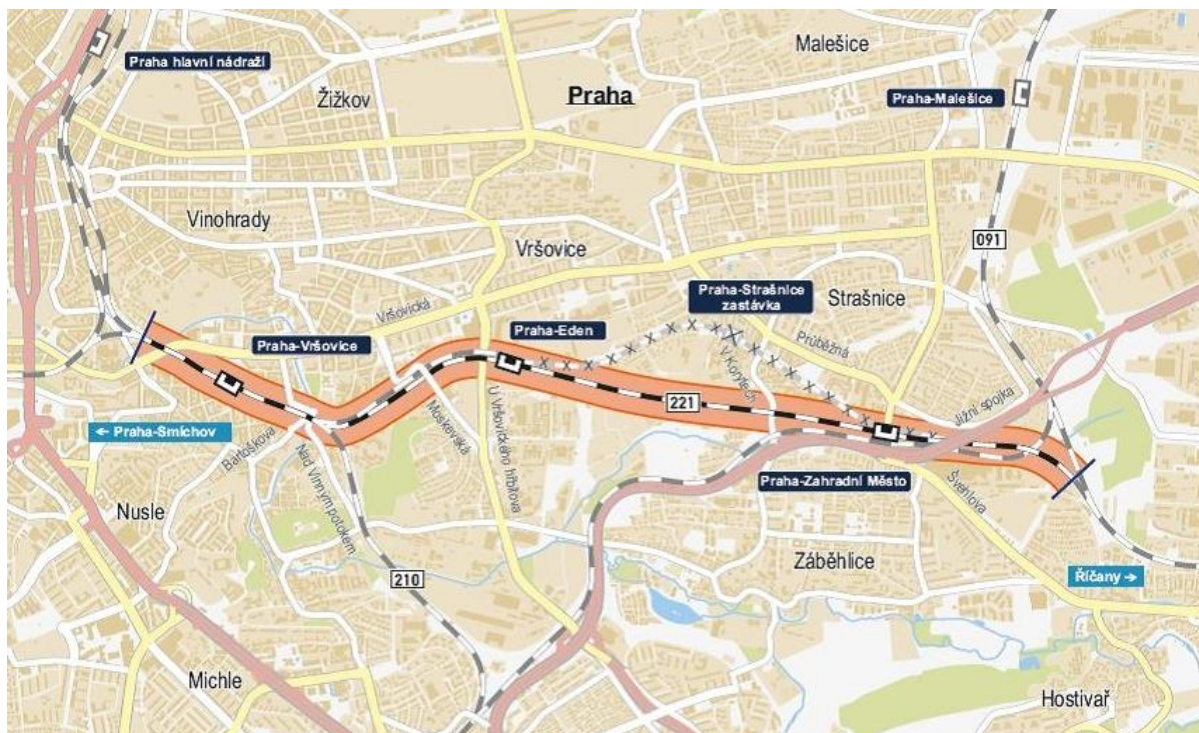 Praha hlavní nádraží
Malešice
Žižkov
Praha
Praha-Malešice
Vinohrady
091
Vršovice
Praha-Strašnice
zastávka
Strašnice
Vršovická
Praha-Eden
Praha-Vršovice
Průběžná
V Korytech
221
Jižní spojka
← Praha-Smíchov
Bartoškova
Moskevská
U Vršovického hřbitova
Nad Vinným potokem
Praha-Zahradní Město
Švehlova
Nusle
Záběhlice
210
Říčany →
Michle
Hostivař